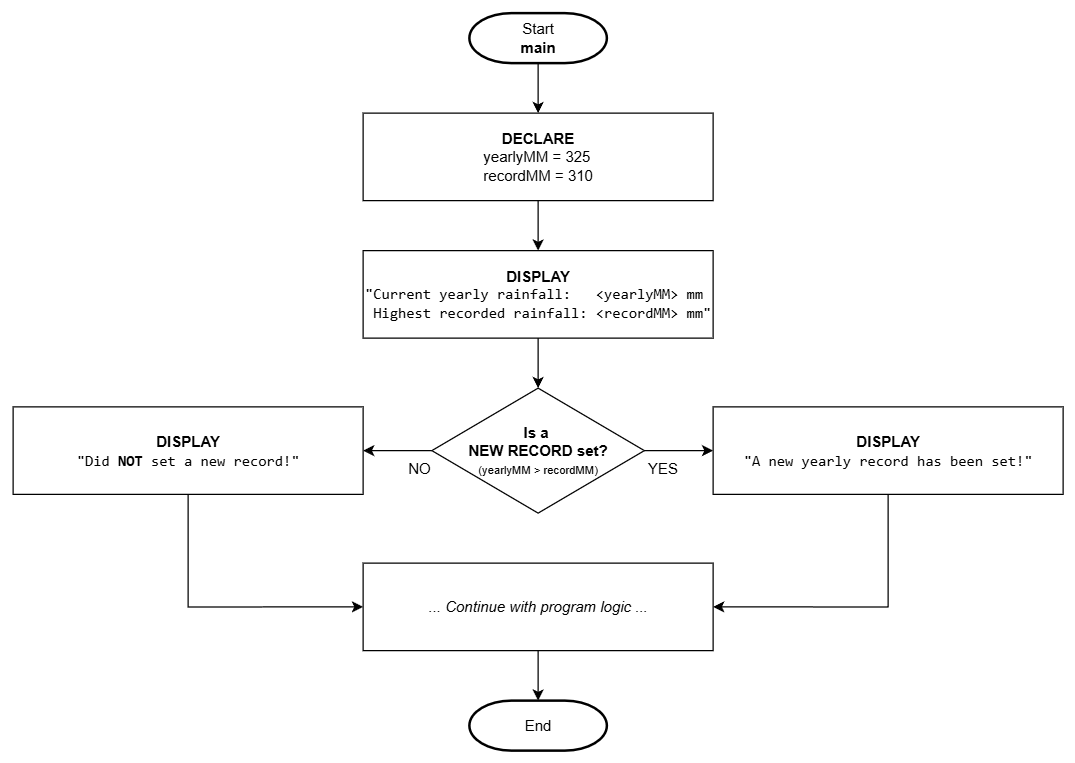 Start
main
DECLARE
yearlyMM = 325
recordMM = 310
DISPLAY
"Current yearly rainfall:   <yearlyMM> mm
Highest recorded rainfall: <recordMM> mm"
Is a
NEW RECORD set?
(yearlyMM > recordMM)
NO
YES
DISPLAY
"Did NOT set a new record!"
DISPLAY
"A new yearly record has been set!"
... Continue with program logic ...
End